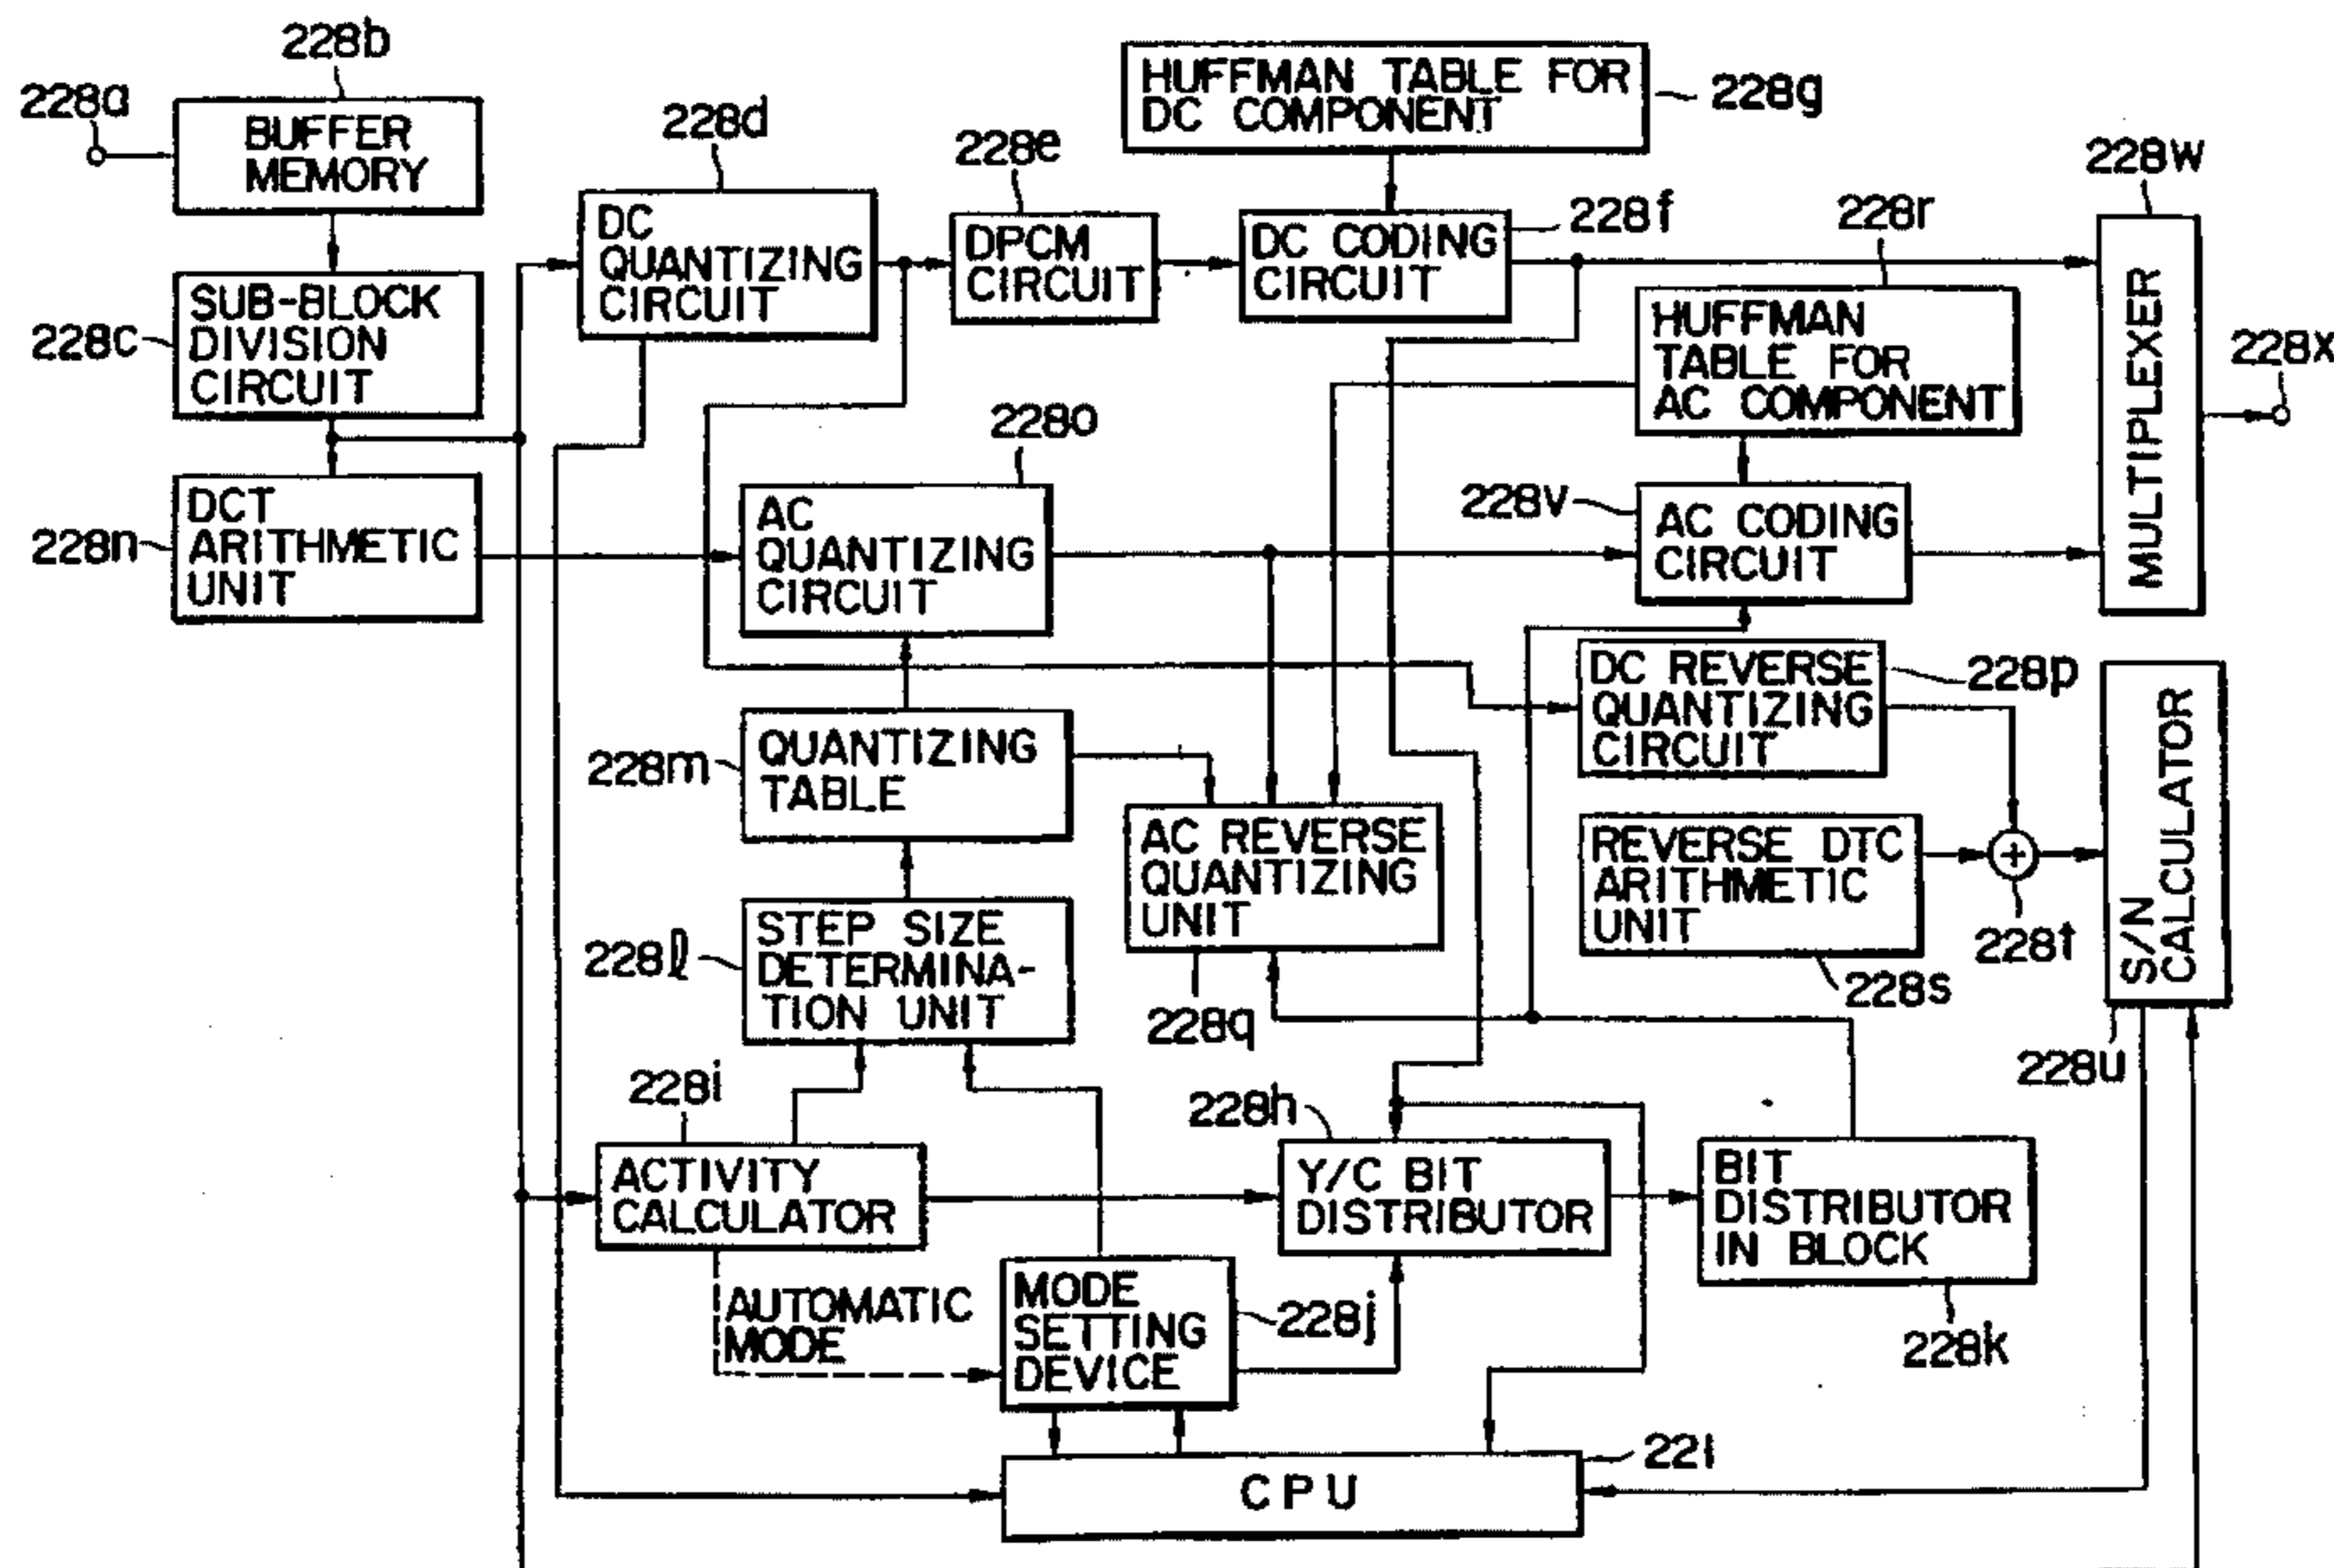 228a
228b
BUFFER
MEMORY
228c
SUB-BLOCK
DIVISION
CIRCUIT
228n
DCT
ARITHMETIC
UNIT
228d
DC
QUANTIZING
CIRCUIT
228e
DPCM
CIRCUIT
HUFFMAN TABLE FOR
DC COMPONENT
228g
DC CODING
CIRCUIT
228f
228r
HUFFMAN
TABLE FOR
AC COMPONENT
228w
MULTIPLEXER
228x
228o
AC
QUANTIZING
CIRCUIT
228v
AC CODING
CIRCUIT
228m
QUANTIZING
TABLE
DC REVERSE
QUANTIZING
CIRCUIT
228p
228l
STEP SIZE
DETERMINA-
TION UNIT
AC REVERSE
QUANTIZING
UNIT
228q
REVERSE DTC
ARITHMETIC
UNIT
228s
+
228t
S/N
CALCULATOR
228u
228i
ACTIVITY
CALCULATOR
AUTOMATIC
MODE
MODE
SETTING
DEVICE
228j
228h
Y/C BIT
DISTRIBUTOR
BIT
DISTRIBUTOR
IN BLOCK
228k
CPU
221